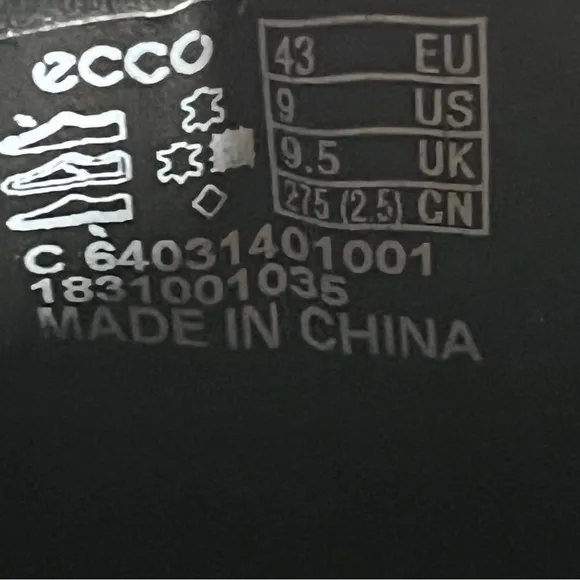 ecco
43 EU
9 US
9.5 UK
275 (2.5) CN
C 64031401001
1831001035
MADE IN CHINA